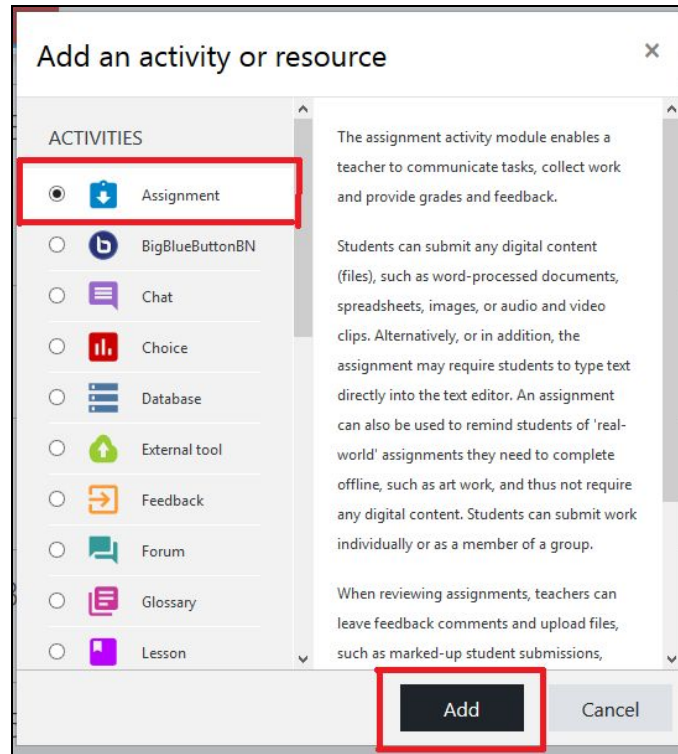 Add an activity or resource
×
ACTIVITIES
Assignment
BigBlueButtonBN
Chat
Choice
Database
External tool
Feedback
Forum
Glossary
Lesson
The assignment activity module enables a
teacher to communicate tasks, collect work
and provide grades and feedback.
Students can submit any digital content
(files), such as word-processed documents,
spreadsheets, images, or audio and video
clips. Alternatively, or in addition, the
assignment may require students to type text
directly into the text editor. An assignment
can also be used to remind students of 'real-
world' assignments they need to complete
offline, such as art work, and thus not require
any digital content. Students can submit work
individually or as a member of a group.
When reviewing assignments, teachers can
leave feedback comments and upload files,
such as marked-up student submissions,
Add
Cancel